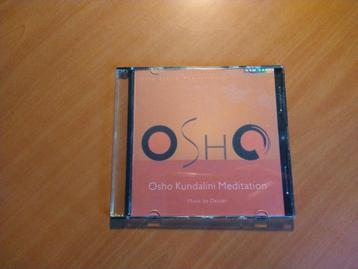 OSHO
Osho Kundalini Meditation
Music by Deuter